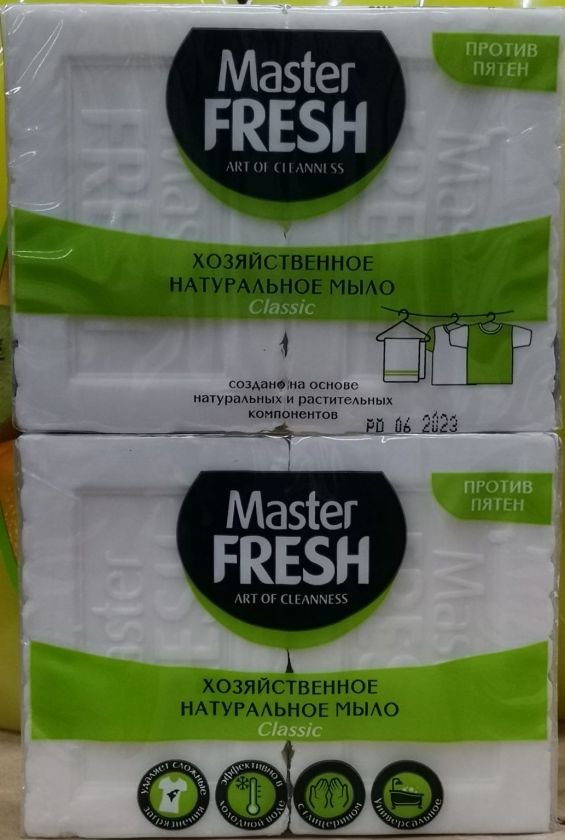 Master
FRESH
ART OF CLEANNESS
ПРОТИВ
ПЯТЕН
ХОЗЯЙСТВЕННОЕ
НАТУРАЛЬНОЕ МЫЛО
Classic
создано на основе
натуральных и растительных
компонентов
PD 06 2023
Master
FRESH
ART OF CLEANNESS
ПРОТИВ
ПЯТЕН
ХОЗЯЙСТВЕННОЕ
НАТУРАЛЬНОЕ МЫЛО
Classic
удаляет сложные
загрязнения
эффективно в
холодной воде
с глицерином
универсальное